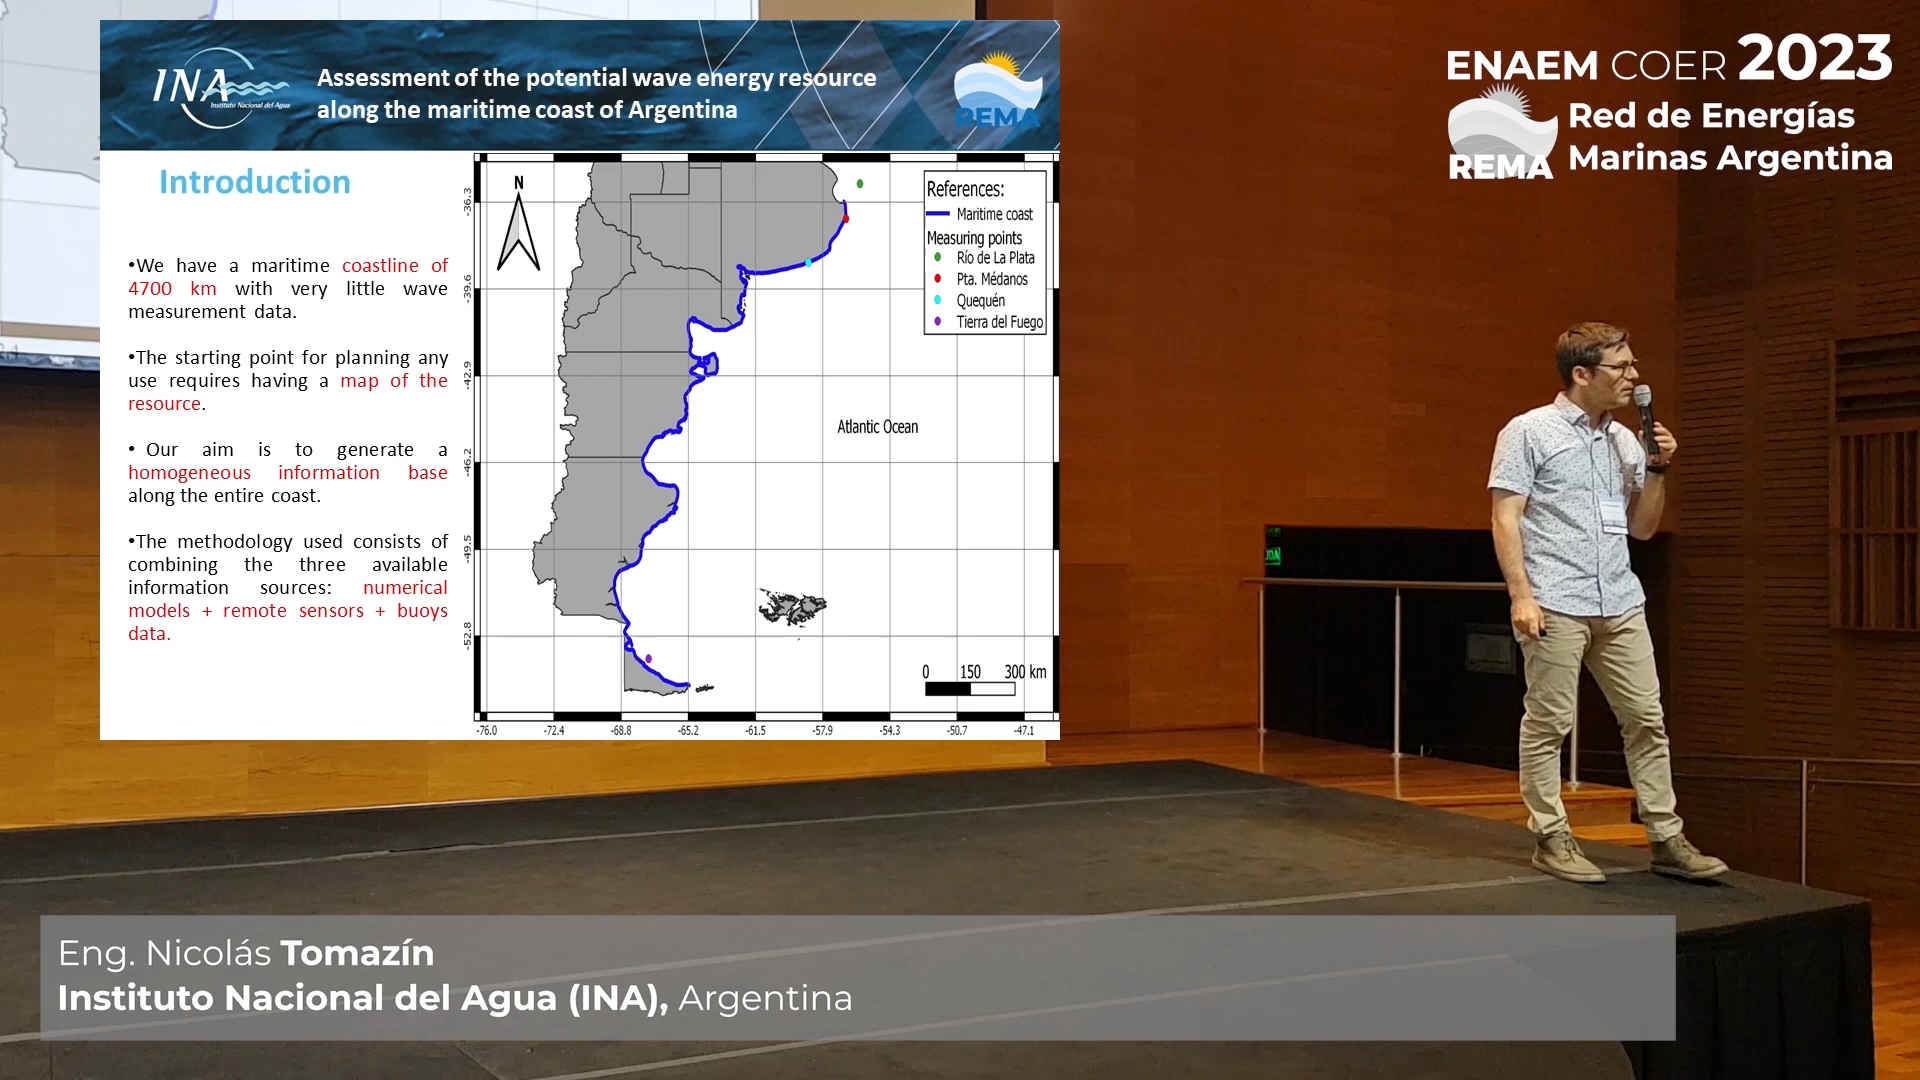 INA
Instituto Nacional del Agua
Assessment of the potential wave energy resource
along the maritime coast of Argentina
REMA
Introduction
•We have a maritime coastline of
4700 km with very little wave
measurement data.
•The starting point for planning any
use requires having a map of the
resource.
• Our aim is to generate a
homogeneous information base
along the entire coast.
•The methodology used consists of
combining the three available
information sources: numerical
models + remote sensors + buoys
data.
N
References:
Maritime coast
Measuring points
Río de La Plata
Pta. Médanos
Quequén
Tierra del Fuego
Atlantic Ocean
0 150 300 km
-36.3
-39.6
-42.9
-46.2
-49.5
-52.8
-76.0 -72.4 -68.8 -65.2 -61.5 -57.9 -54.3 -50.7 -47.1
ENAEM COER 2023
REMA
Red de Energías
Marinas Argentina
Eng. Nicolás Tomazín
Instituto Nacional del Agua (INA), Argentina